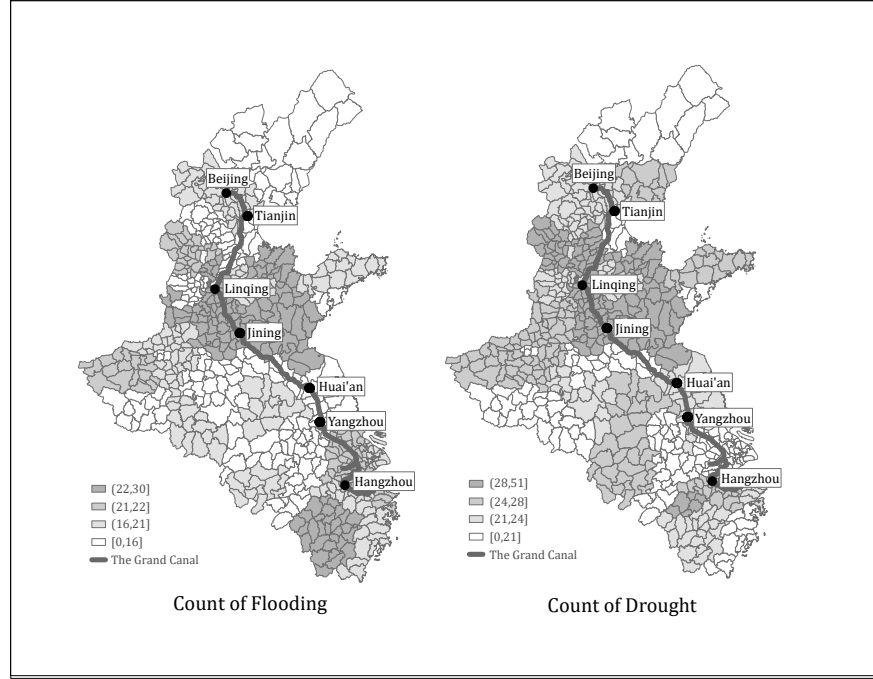 Beijing
Tianjin
Linqing
Jining
Huai'an
Yangzhou
Hangzhou
(22,30]
(21,22]
(16,21]
[0,16]
The Grand Canal
Count of Flooding
Beijing
Tianjin
Linqing
Jining
Huai'an
Yangzhou
Hangzhou
(28,51]
(24,28]
(21,24]
[0,21]
The Grand Canal
Count of Drought